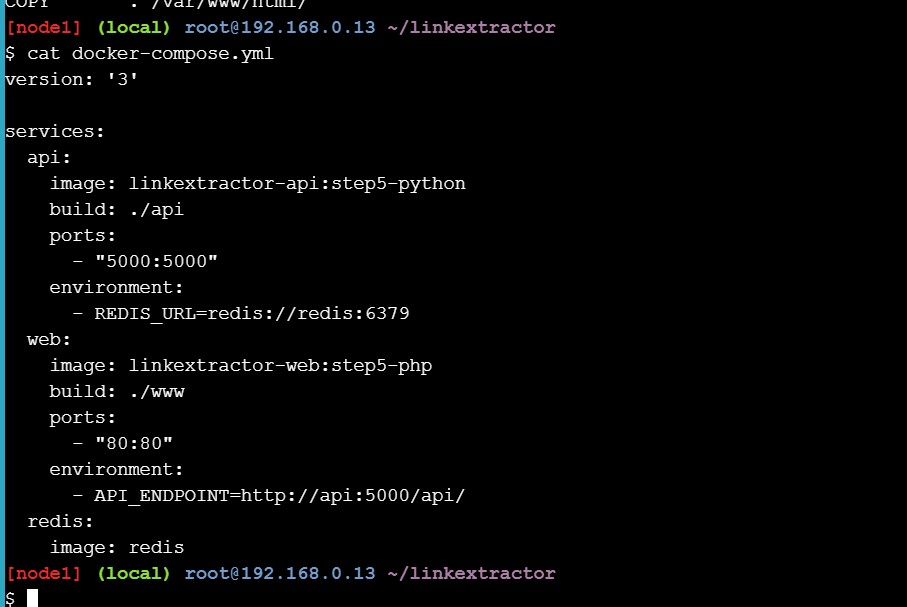 COPY . /var/www/html/
[node1] (local) root@192.168.0.13 ~/linkextractor
$ cat docker-compose.yml
version: '3'

services:
  api:
    image: linkextractor-api:step5-python
    build: ./api
    ports:
      - "5000:5000"
    environment:
      - REDIS_URL=redis://redis:6379
  web:
    image: linkextractor-web:step5-php
    build: ./www
    ports:
      - "80:80"
    environment:
      - API_ENDPOINT=http://api:5000/api/
  redis:
    image: redis
[node1] (local) root@192.168.0.13 ~/linkextractor
$